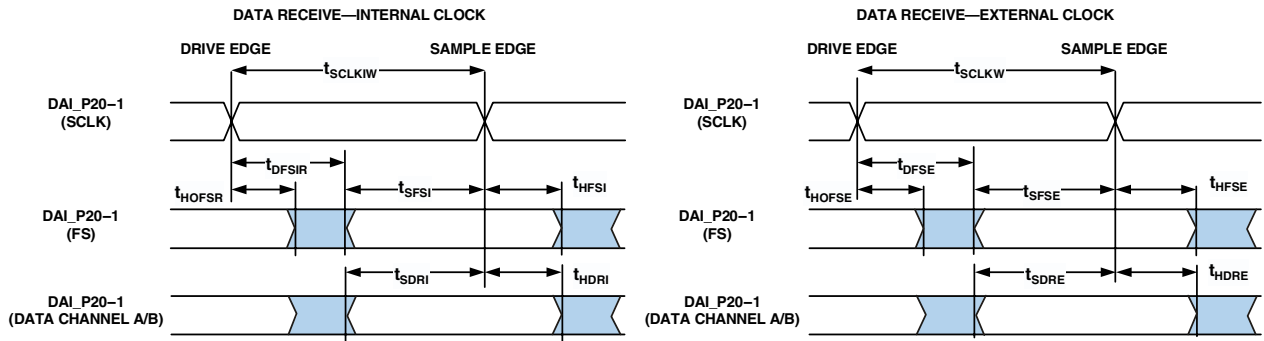 DATA RECEIVE—INTERNAL CLOCK
DRIVE EDGE
SAMPLE EDGE
tSCLKIW
DAI_P20–1
(SCLK)
tDFSIR
tHOFSR
tSFSI
tHFSI
DAI_P20–1
(FS)
tSDRI
tHDRI
DAI_P20–1
(DATA CHANNEL A/B)
DATA RECEIVE—EXTERNAL CLOCK
DRIVE EDGE
SAMPLE EDGE
tSCLKW
DAI_P20–1
(SCLK)
tDFSE
tHOFSE
tSFSE
tHFSE
DAI_P20–1
(FS)
tSDRE
tHDRE
DAI_P20–1
(DATA CHANNEL A/B)